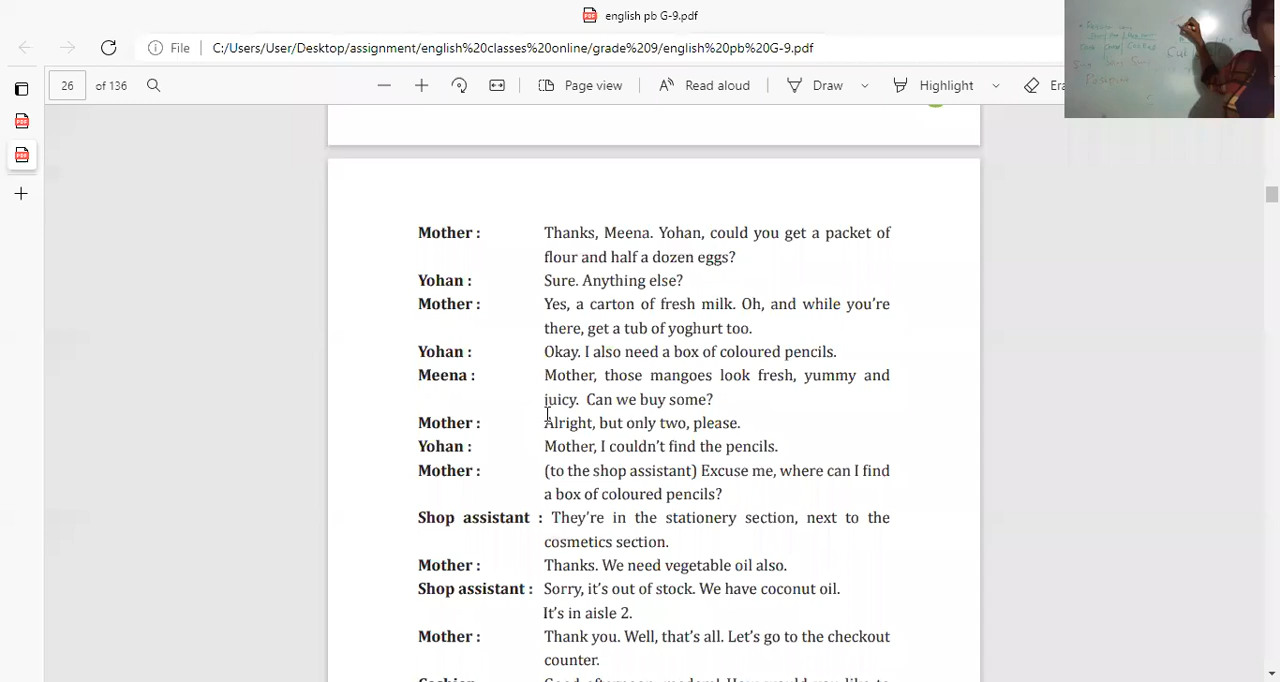 english pb G-9.pdf
File C:/Users/User/Desktop/assignment/english%20classes%20online/grade%209/english%20pb%20G-9.pdf
26 of 136 Page view Read aloud Draw Highlight
Mother : Thanks, Meena. Yohan, could you get a packet of
flour and half a dozen eggs?
Yohan : Sure. Anything else?
Mother : Yes, a carton of fresh milk. Oh, and while you're
there, get a tub of yoghurt too.
Yohan : Okay. I also need a box of coloured pencils.
Meena : Mother, those mangoes look fresh, yummy and
juicy. Can we buy some?
Mother : Alright, but only two, please.
Yohan : Mother, I couldn't find the pencils.
Mother : (to the shop assistant) Excuse me, where can I find
a box of coloured pencils?
Shop assistant : They're in the stationery section, next to the
cosmetics section.
Mother : Thanks. We need vegetable oil also.
Shop assistant : Sorry, it's out of stock. We have coconut oil.
It's in aisle 2.
Mother : Thank you. Well, that's all. Let's go to the checkout
counter.